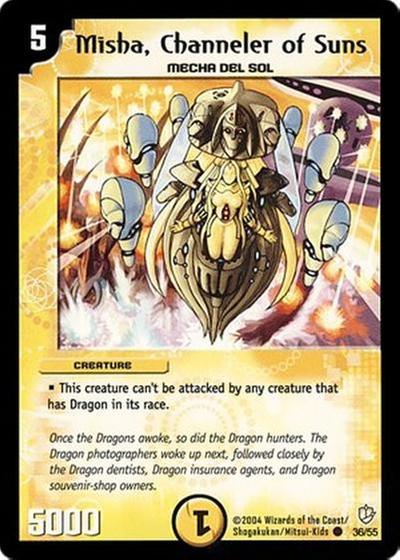 5 Misha, Channeler of Suns
MECHA DEL SOL
CREATURE
▪ This creature can't be attacked by any creature that
has Dragon in its race.
Once the Dragons awoke, so did the Dragon hunters. The
Dragon photographers woke up next, followed closely by
the Dragon dentists, Dragon insurance agents, and Dragon
souvenir-shop owners.
5000
1
©2004 Wizards of the Coast/
Shogakukan/Mitsui-Kids ● 36/55